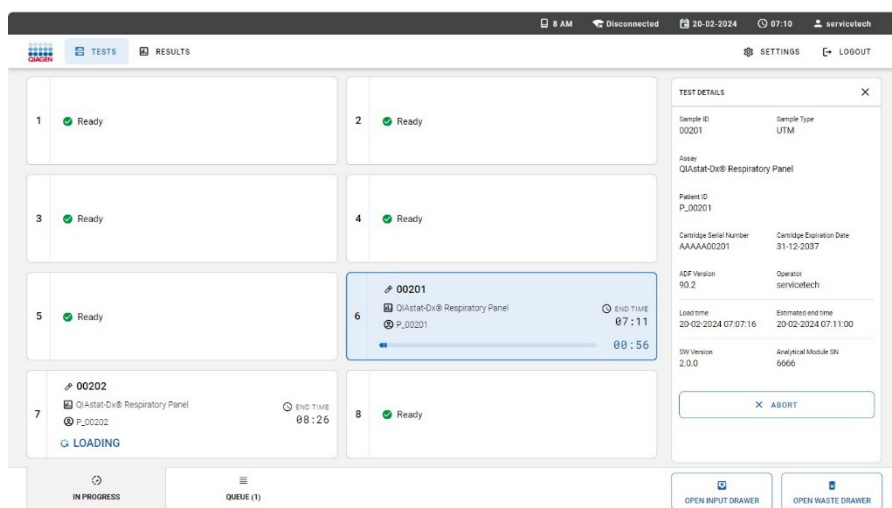 8 AM Disconnected 20-02-2024 07:10 servicetech
QIAGEN TESTS RESULTS SETTINGS LOGOUT
1 Ready
2 Ready
3 Ready
4 Ready
5 Ready
6 00201
QIAstat-Dx® Respiratory Panel
P_00201
END TIME
07:11
00:56
7 00202
QIAstat-Dx® Respiratory Panel
P_00202
END TIME
08:26
LOADING
8 Ready
TEST DETAILS
Sample ID Sample Type
00201 UTM
Assay
QIAstat-Dx® Respiratory Panel
Patient ID
P_00201
Cartridge Serial Number Cartridge Expiration Date
AAAAA00201 31-12-2037
ADF Version Operator
90.2 servicetech
Load time Estimated end time
20-02-2024 07:07:16 20-02-2024 07:11:00
SW Version Analytical Module SN
2.0.0 6666
ABORT
IN PROGRESS QUEUE (1)
OPEN INPUT DRAWER OPEN WASTE DRAWER